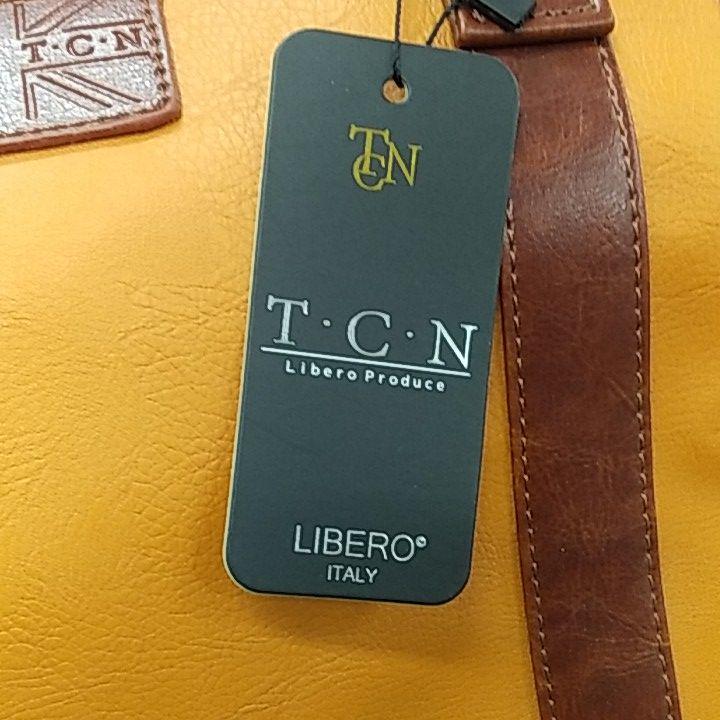 T·C·N
TCN
T·C·N
Libero Produce
LIBERO
ITALY